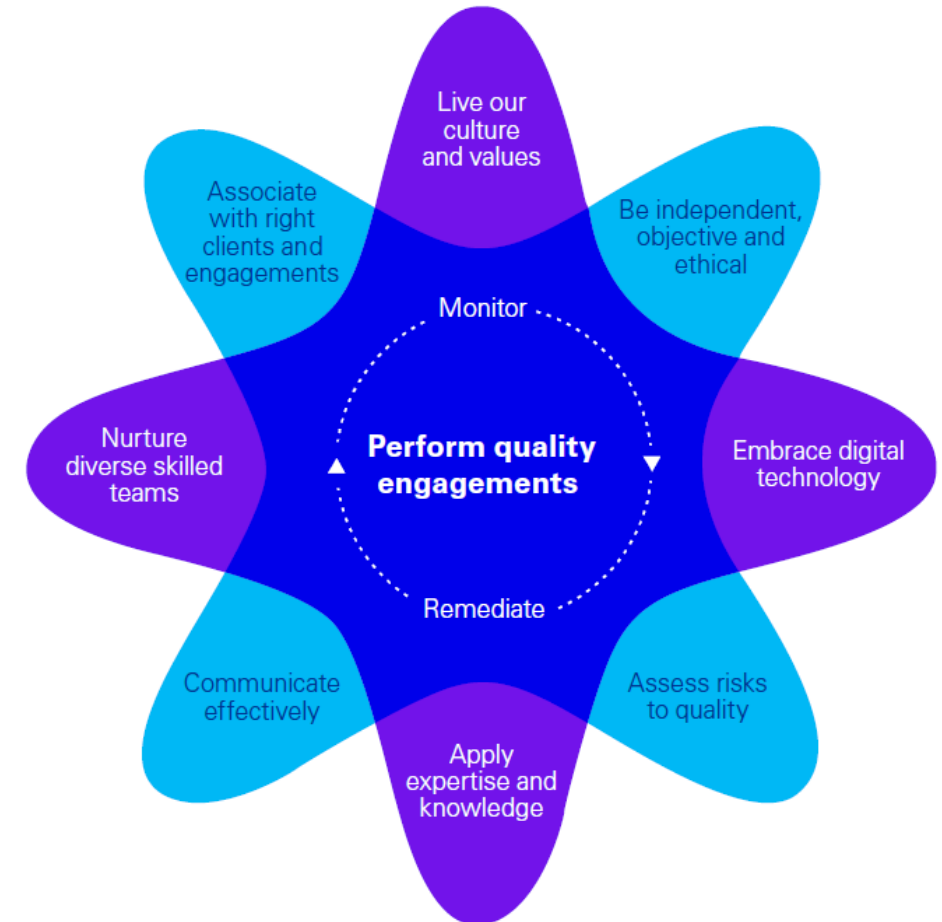 Live our
culture
and values
Associate
with right
clients and
engagements
Be independent,
objective and
ethical
Monitor
Nurture
diverse skilled
teams
Perform quality
engagements
Embrace digital
technology
Remediate
Communicate
effectively
Assess risks
to quality
Apply
expertise and
knowledge